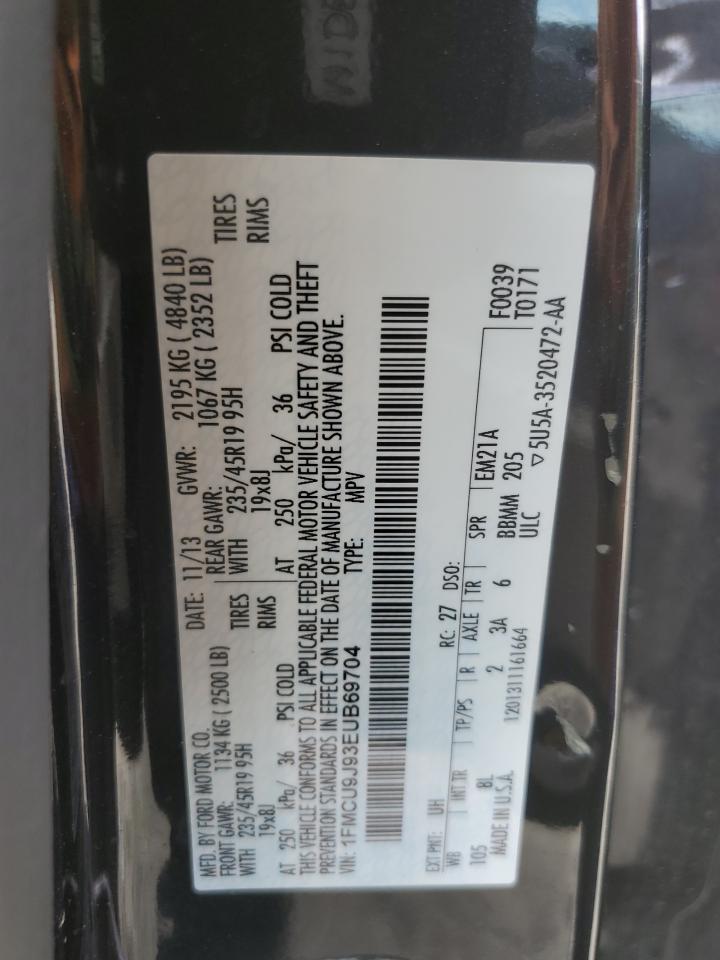 MFD. BY FORD MOTOR CO.
DATE: 11/13 GVWR: 2195 KG ( 4840 LB)
FRONT GAWR: 1134 KG ( 2500 LB) REAR GAWR: 1067 KG ( 2352 LB)
WITH 235/45R19 95H TIRES WITH 235/45R19 95H TIRES
19x8J RIMS 19x8J RIMS
AT 250 kPa/ 36 PSI COLD AT 250 kPa/ 36 PSI COLD
THIS VEHICLE CONFORMS TO ALL APPLICABLE FEDERAL MOTOR VEHICLE SAFETY AND THEFT
PREVENTION STANDARDS IN EFFECT ON THE DATE OF MANUFACTURE SHOWN ABOVE.
VIN: 1FMCU9J93EUB69704 TYPE: MPV
F0039
T0171
EXT PNT: UH RC: 27 DSO:
WB INT TR TP/PS R AXLE TR SPR EM21A
105 8L 2 3A 6 BBMM 205
MADE IN U.S.A. 1201311161664 ULC
▽5U5A-3520472-AA